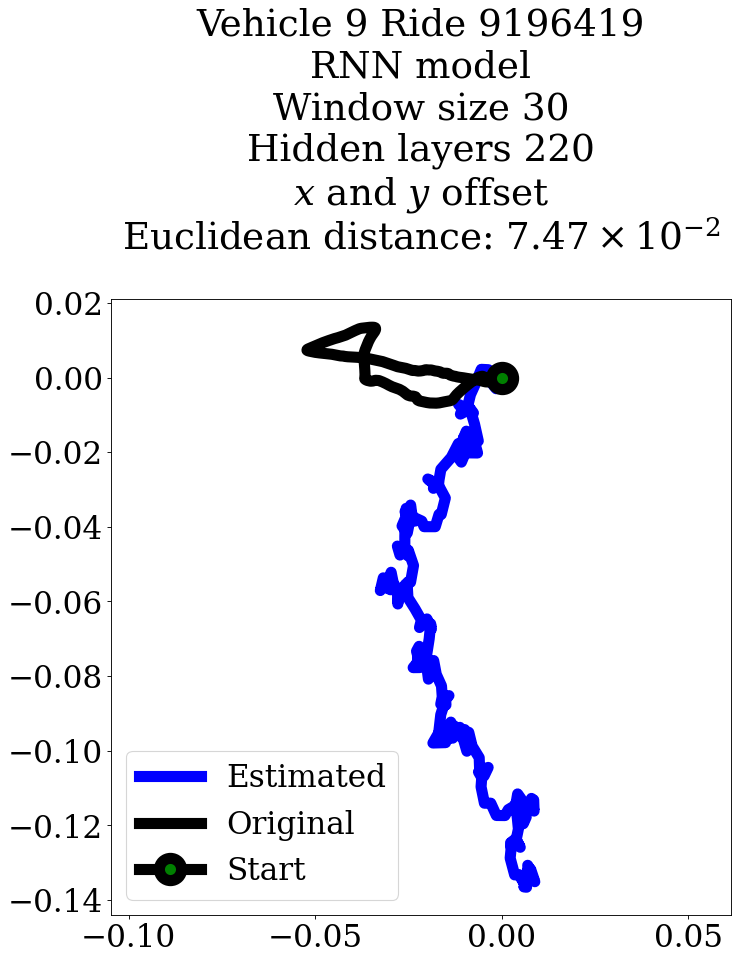 Vehicle 9 Ride 9196419
RNN model
Window size 30
Hidden layers 220
x and y offset
Euclidean distance: 7.47 × 10⁻²
0.02
0.00
−0.02
−0.04
−0.06
−0.08
−0.10
−0.12
−0.14
Estimated
Original
Start
−0.10 −0.05 0.00 0.05